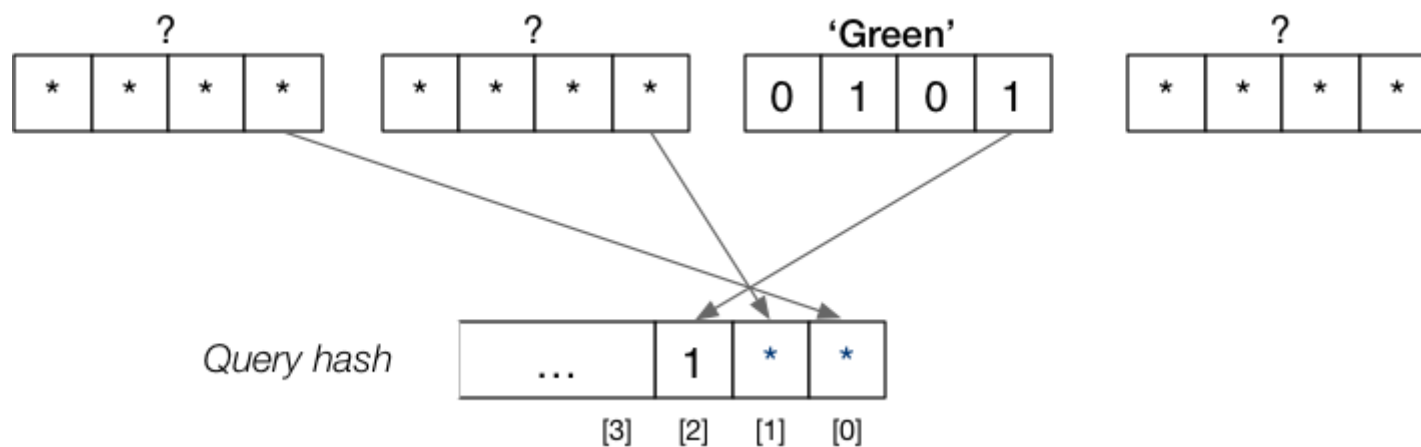 ? ? ‘Green’ ?
* * * * * * * * 0 1 0 1 * * * *
Query hash ... 1 * *
[3] [2] [1] [0]